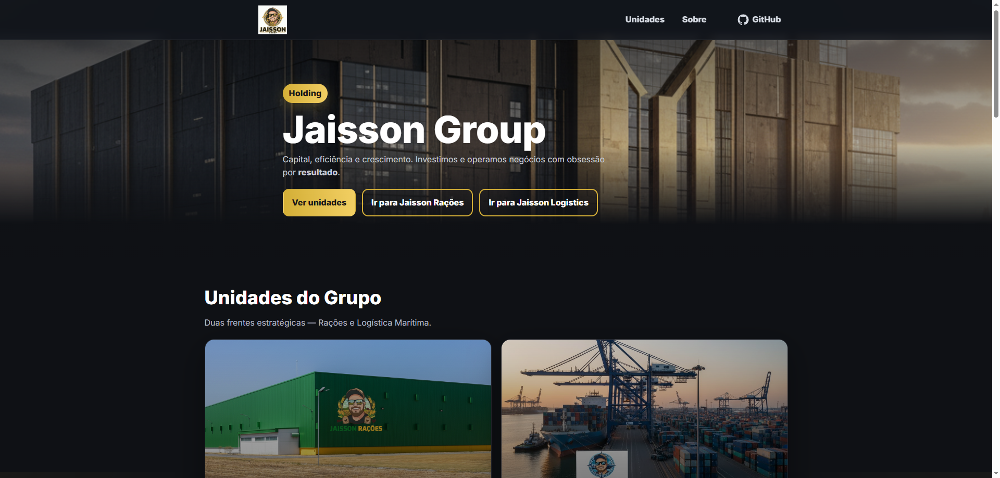 JAISSON
GROUP
Unidades
Sobre
GitHub
Holding
Jaisson Group
Capital, eficiência e crescimento. Investimos e operamos negócios com obsessão
por resultado.
Ver unidades
Ir para Jaisson Rações
Ir para Jaisson Logistics
Unidades do Grupo
Duas frentes estratégicas — Rações e Logística Marítima.
JAISSON RAÇÕES